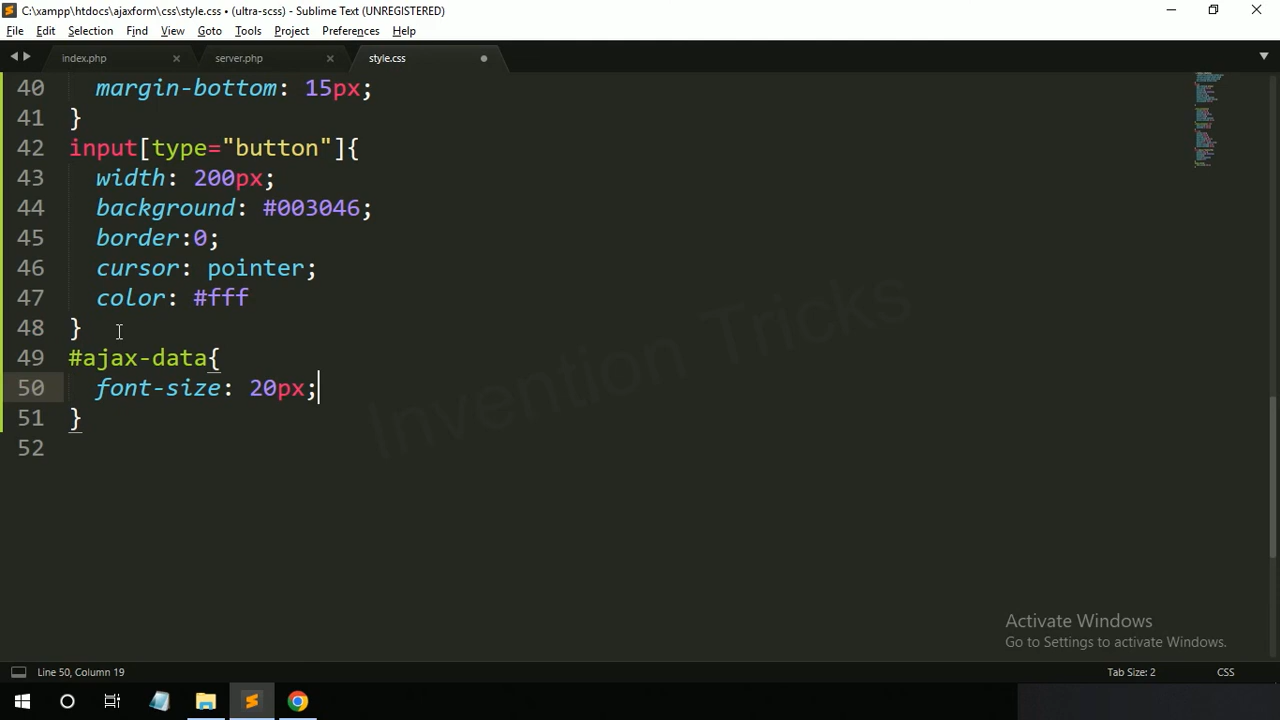 C:\xampp\htdocs\ajaxform\css\style.css • (ultra-scss) - Sublime Text (UNREGISTERED)
File Edit Selection Find View Goto Tools Project Preferences Help
index.php × server.php × style.css
40 margin-bottom: 15px;
41 }
42 input[type="button"]{
43 width: 200px;
44 background: #003046;
45 border:0;
46 cursor: pointer;
47 color: #fff
48 }
49 #ajax-data{
50 font-size: 20px;
51 }
52
Invention Tricks
Activate Windows
Go to Settings to activate Windows.
Line 50, Column 19 Tab Size: 2 CSS